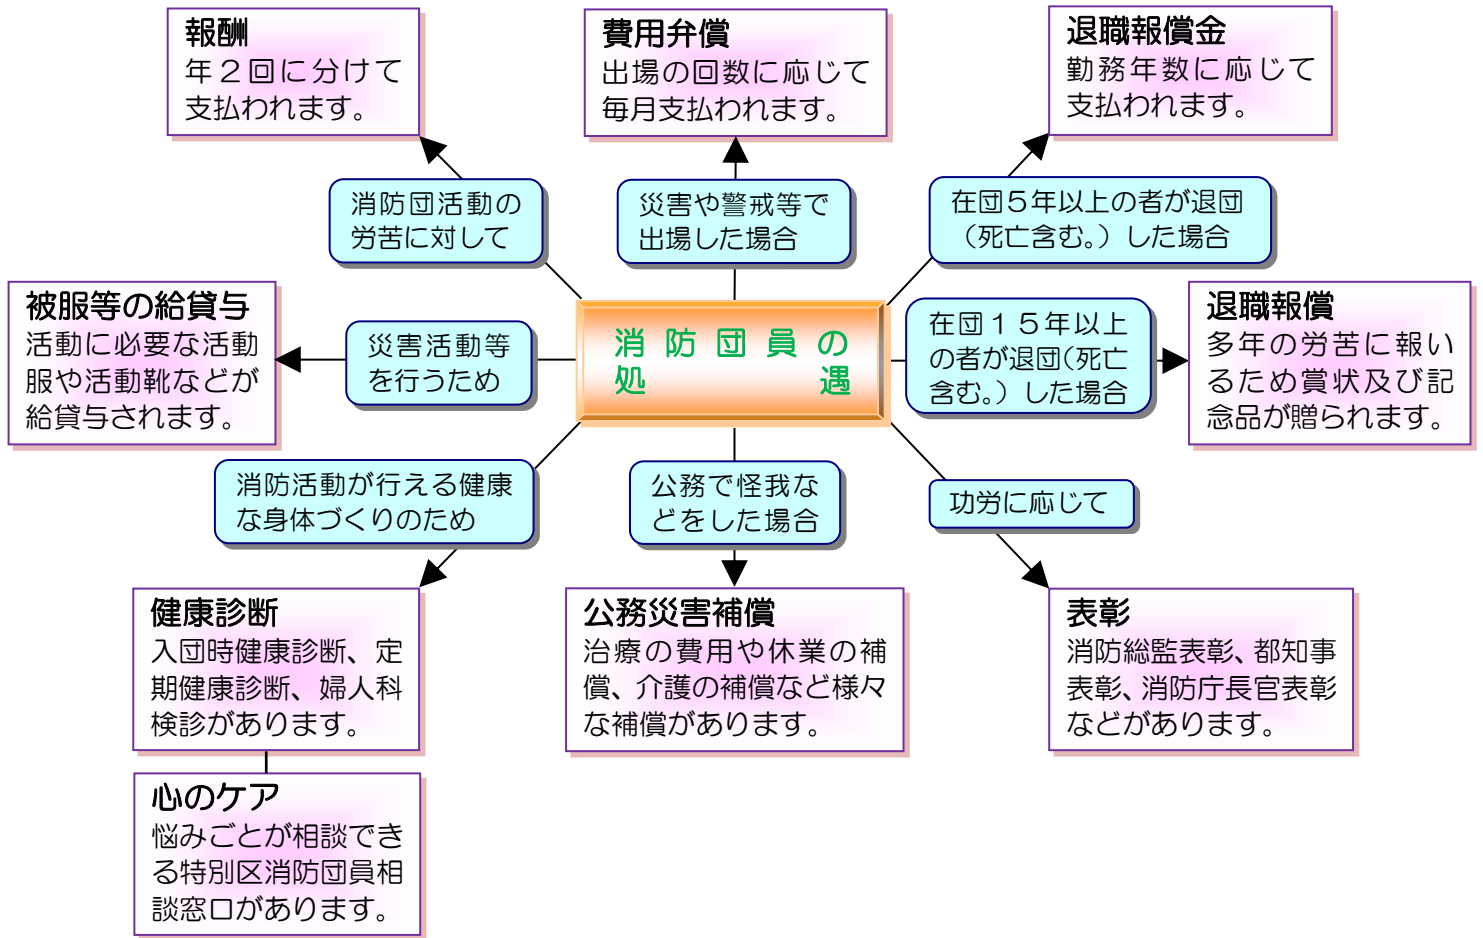 報酬
年２回に分けて
支払われます。
費用弁償
出場の回数に応じて
毎月支払われます。
退職報償金
勤務年数に応じて
支払われます。
消防団活動の
労苦に対して
災害や警戒等で
出場した場合
在団５年以上の者が退団
（死亡含む。）した場合
被服等の給貸与
活動に必要な活動
服や活動靴などが
給貸与されます。
災害活動等
を行うため
消防団員の
処遇
在団１５年以上
の者が退団（死亡
含む。）した場合
退職報償
多年の労苦に報い
るため賞状及び記
念品が贈られます。
消防活動が行える健康
な身体づくりのため
公務で怪我な
どをした場合
功労に応じて
健康診断
入団時健康診断、定
期健康診断、婦人科
検診があります。
公務災害補償
治療の費用や休業の補
償、介護の補償など様々
な補償があります。
表彰
消防総監表彰、都知事
表彰、消防庁長官表彰
などがあります。
心のケア
悩みごとが相談でき
る特別区消防団員相
談窓口があります。